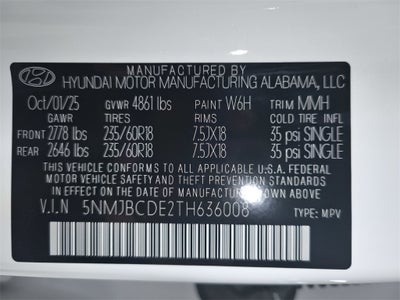 MANUFACTURED BY
HYUNDAI MOTOR MANUFACTURING ALABAMA, LLC
Oct/01/25 GVWR 4861 lbs PAINT W6H TRIM MMH
GAWR TIRES RIMS COLD TIRE INFL
FRONT 2778 lbs 235/60R18 7.5JX18 35 psi SINGLE
REAR 2646 lbs 235/60R18 7.5JX18 35 psi SINGLE
THIS VEHICLE CONFORMS TO ALL APPLICABLE U.S.A FEDERAL
MOTOR VEHICLE SAFETY AND THEFT PREVENTION STANDARDS
IN EFFECT ON THE DATE OF MANUFACTURE SHOWN ABOVE.
V.I.N 5NMJBCDE2TH636008 TYPE: MPV